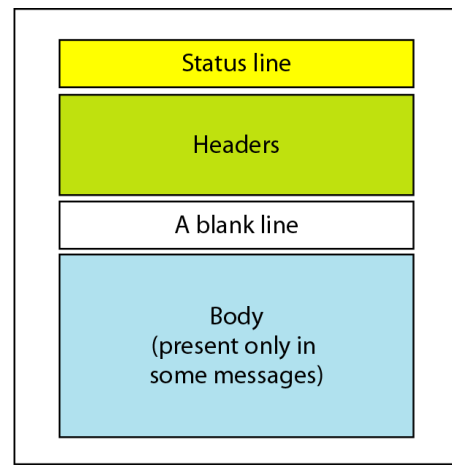 Status line
Headers
A blank line
Body
(present only in
some messages)